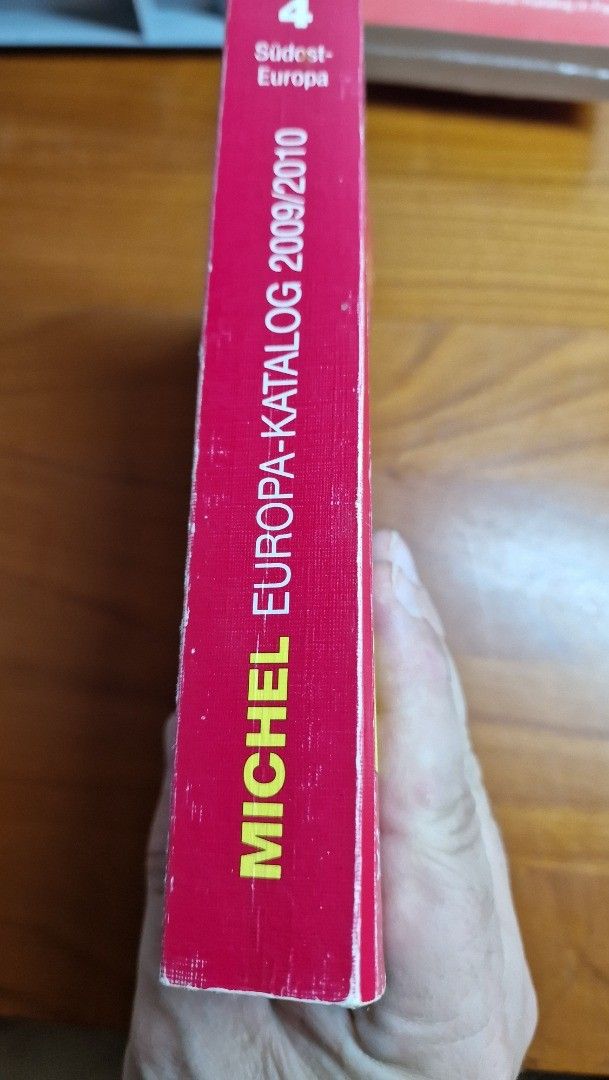 4
Südost-
Europa
MICHEL EUROPA-KATALOG 2009/2010